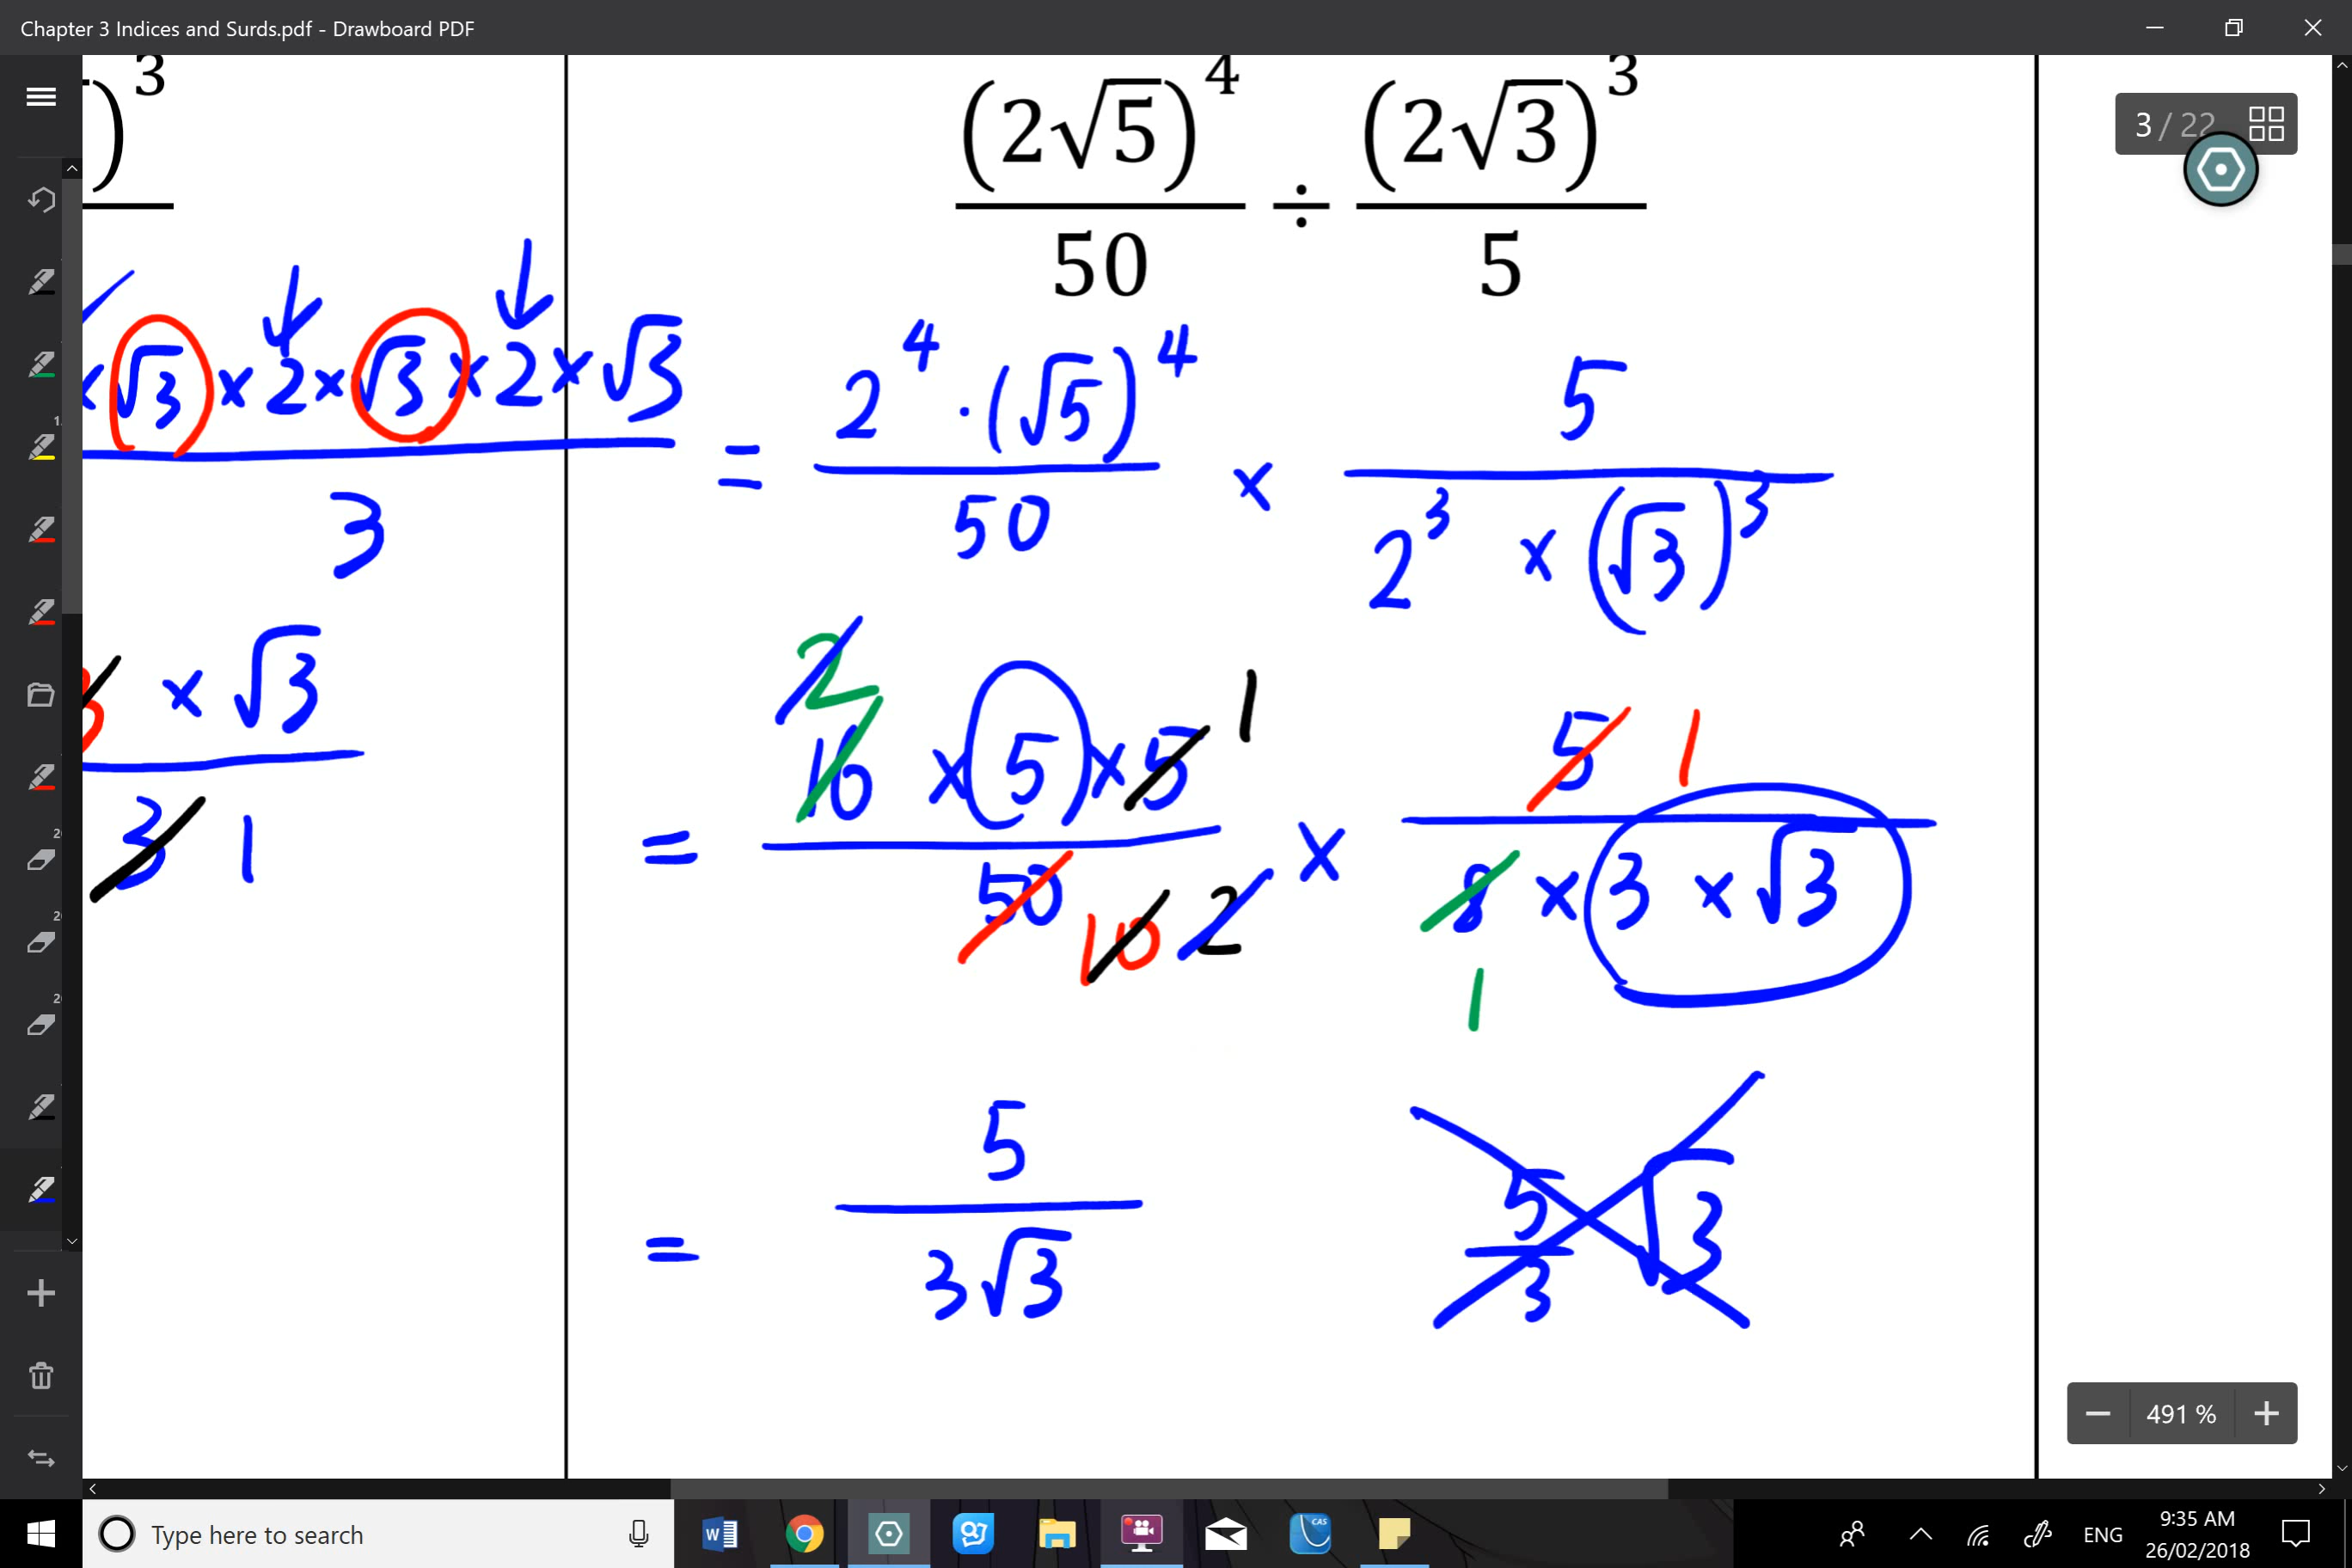 Chapter 3 Indices and Surds.pdf - Drawboard PDF
)³
(2√5)⁴/50 ÷ (2√3)³/5
3 / 22
× √3 × 2 × √3 × 2 × √3
3
= 2⁴ · (√5)⁴/50 × 5/(2³ × (√3)³)
3 × √3
3 1
2 1
= 16 × 5 × 5/50 × 5/(8 × 3 × √3)
1
10 2
1
= 5/(3√3)
5/3 √3
491 %
Type here to search
CAS
ENG
9:35 AM
26/02/2018